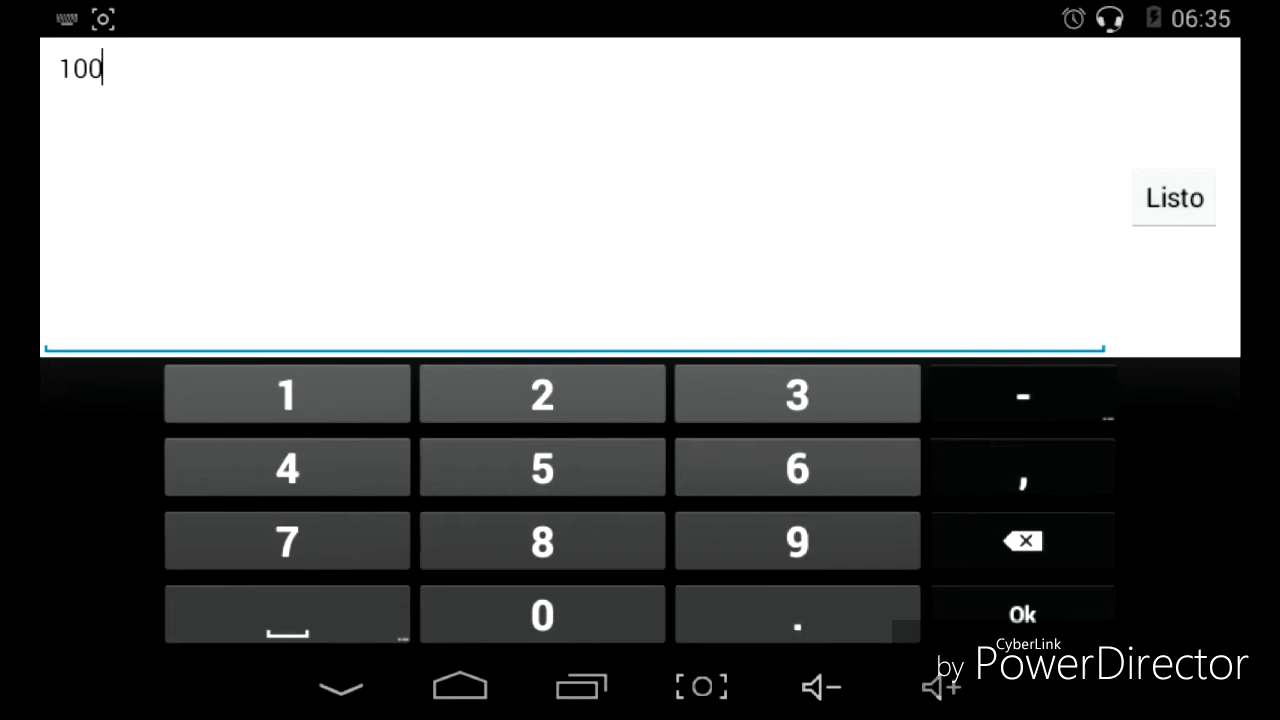 06:35
100
Listo
1 2 3 -
4 5 6 ,
7 8 9
0 . Ok
CyberLink
by PowerDirector